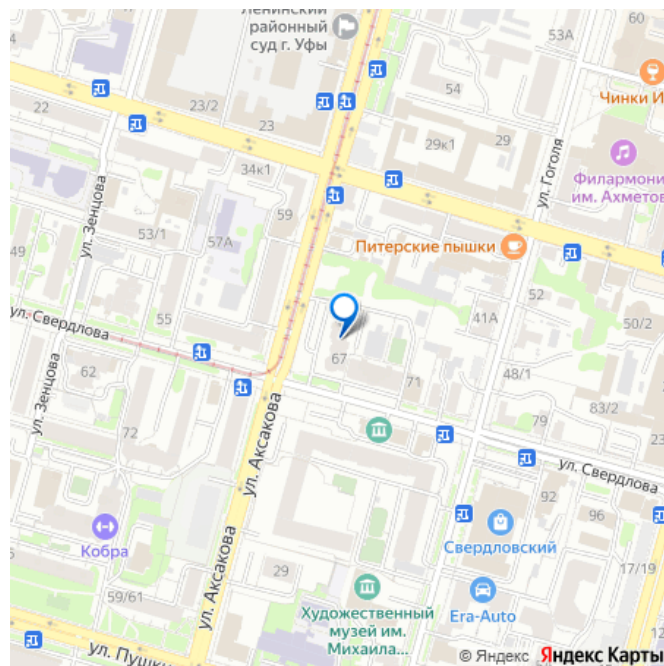 Ленинский
районный
суд г. Уфы
53А
60
Чинки И
22
23/2
23
54
29к1
29
ул. Гоголя
Филармони
им. Ахметов
34к1
59
ул. Зенцова
53/1
57А
Питерские пышки
49
ул. Свердлова
55
52
41А
50/2
67
62
71
48/1
ул. Зенцова
72
79
83/2
23
ул. Аксакова
ул. Свердлова
92
96
Кобра
Свердловский
ул. Аксакова
29
17/19
59/61
Художественный
музей им.
Михаила...
Era-Auto
12
ул. Пушк
© Яндекс Яндекс Карты